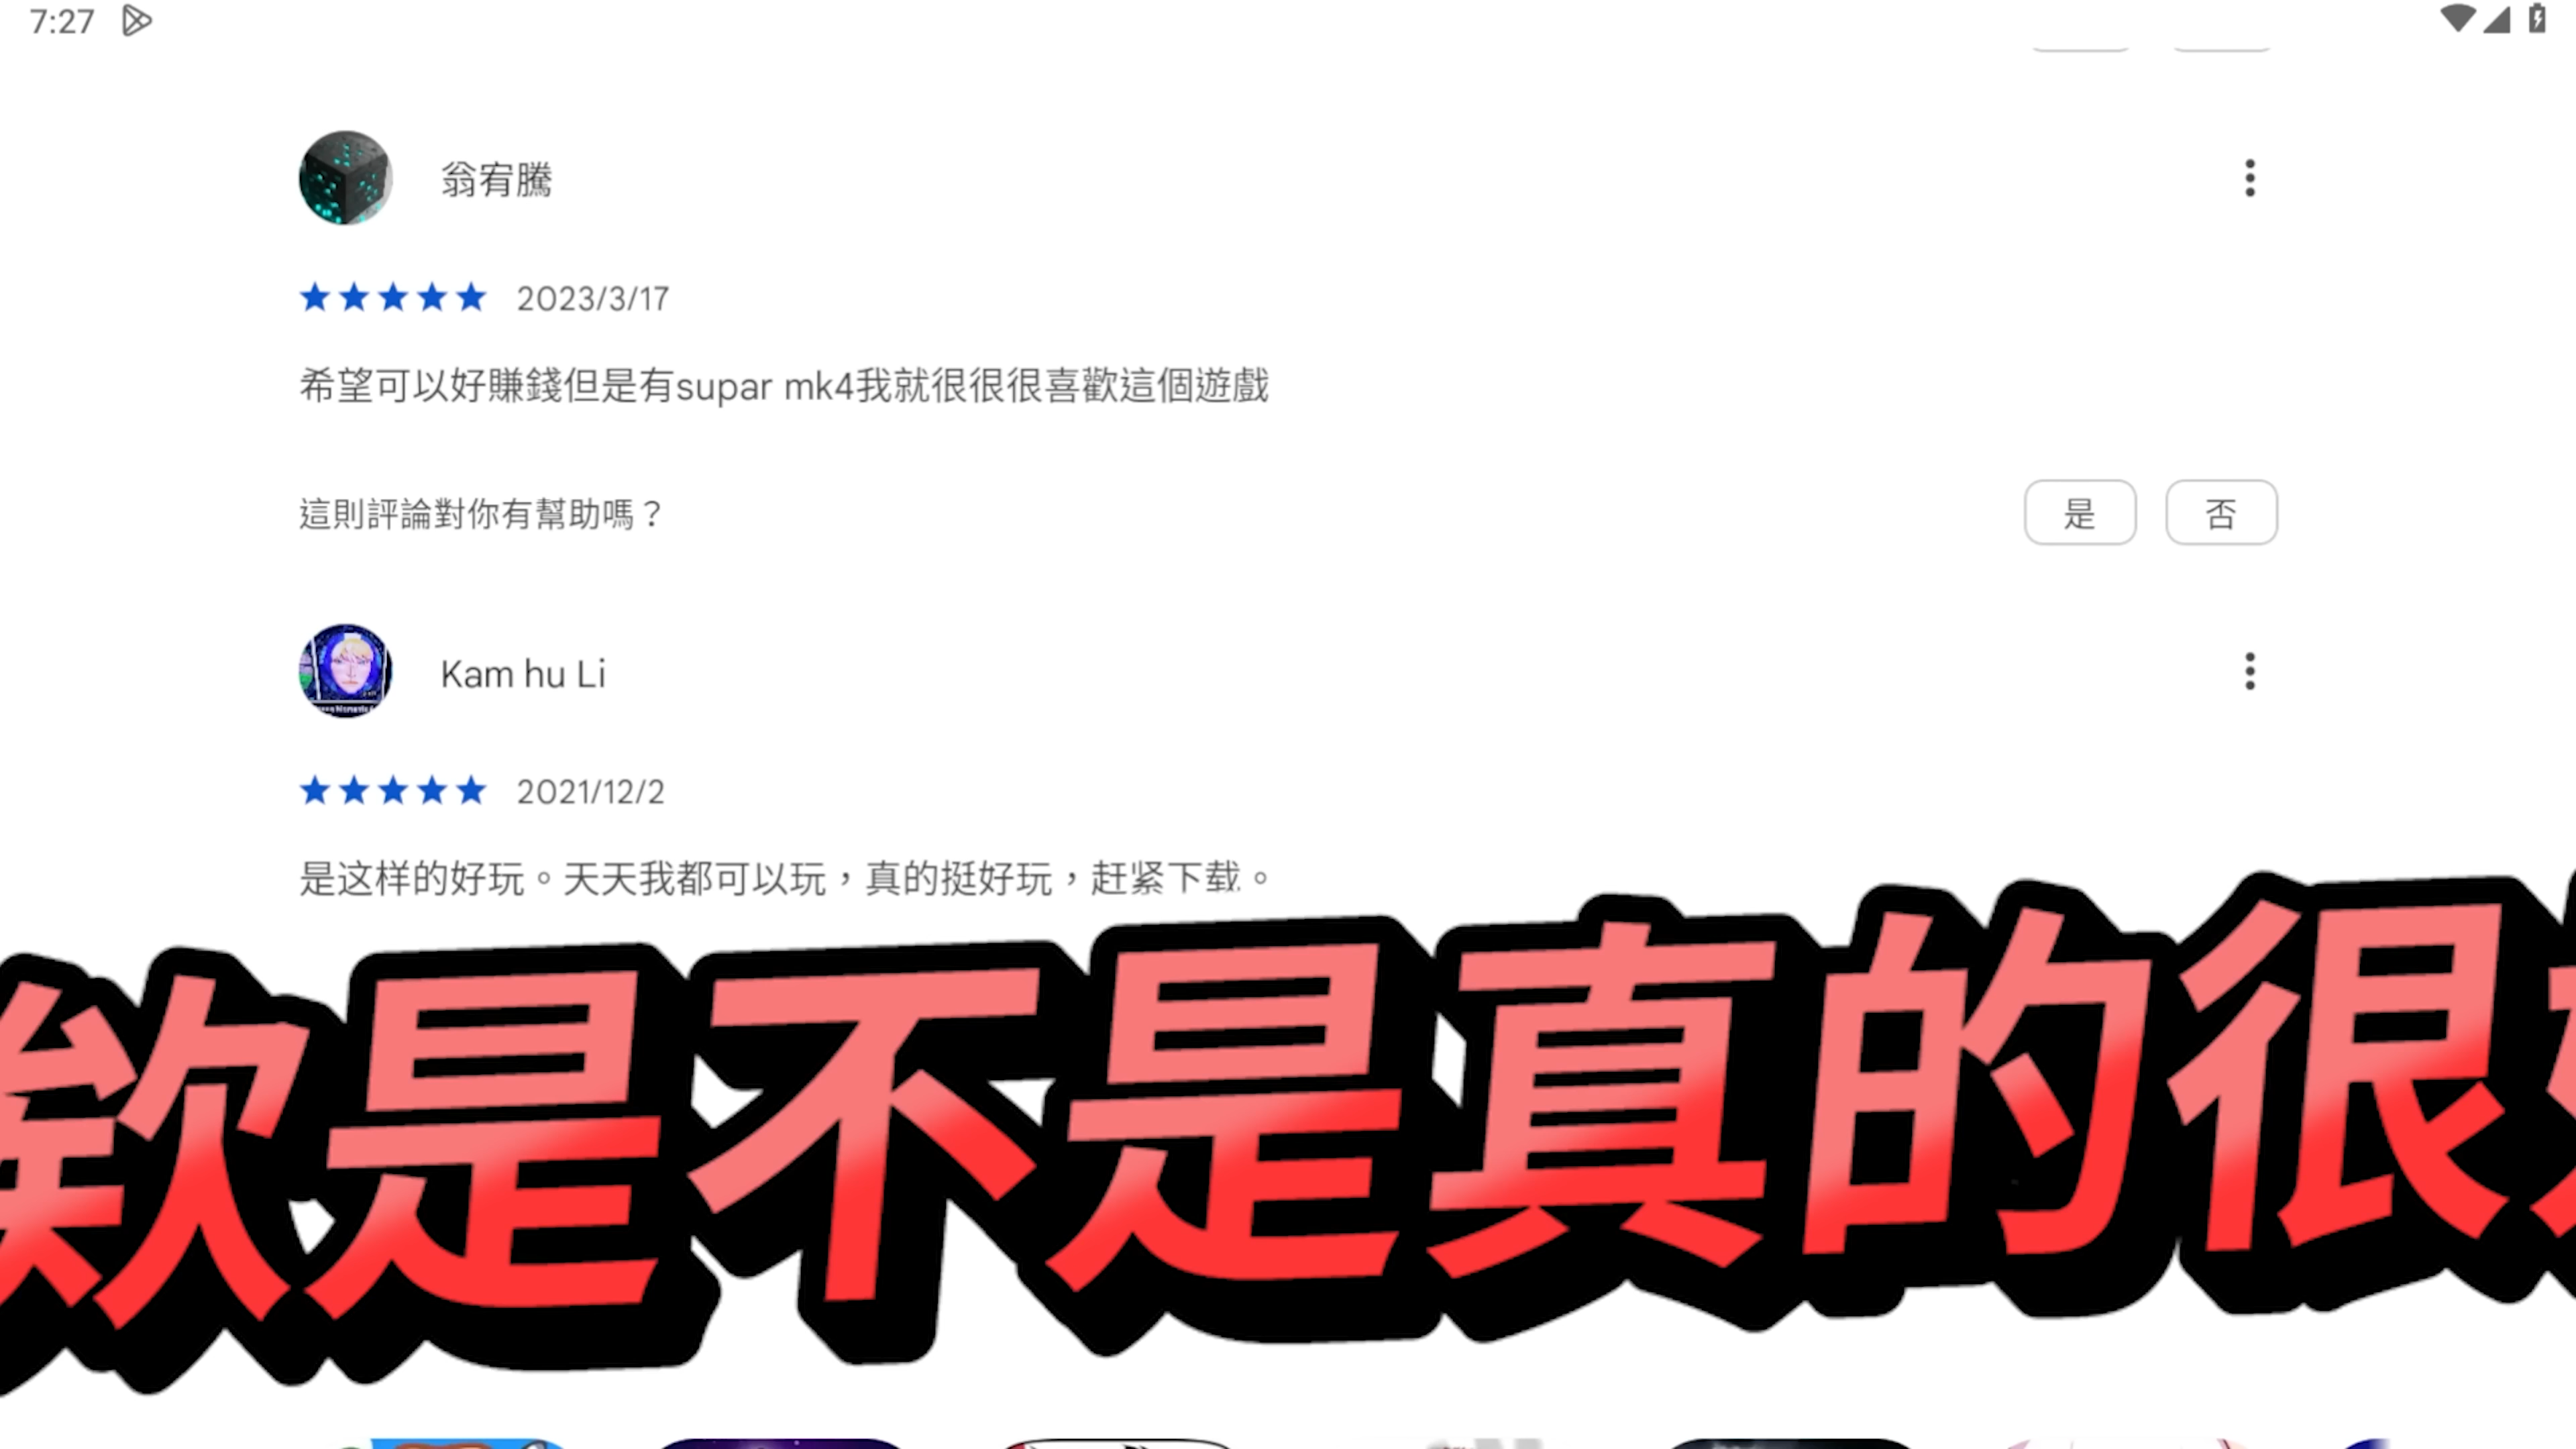 7:27
翁宥騰
2023/3/17
希望可以好賺錢但是有supar mk4我就很很很喜歡這個遊戲
這則評論對你有幫助嗎？
是
否
Kam hu Li
2021/12/2
是这样的好玩。天天我都可以玩，真的挺好玩，赶紧下载。
欸是不是真的很